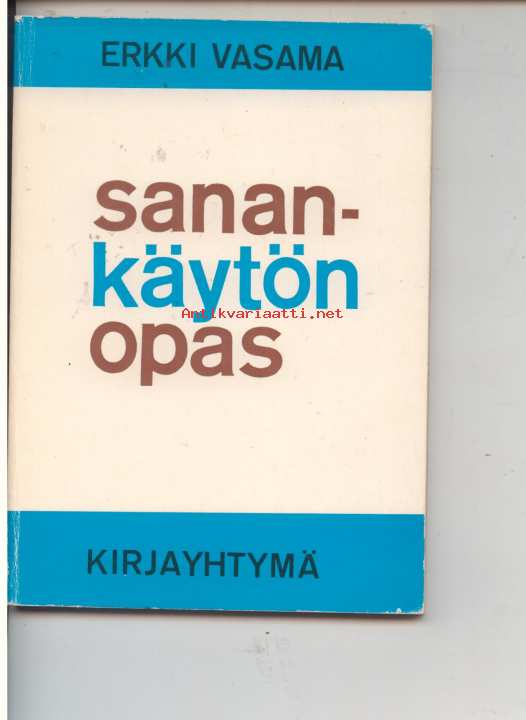 ERKKI VASAMA
sanan-
käytön
Antikvariaatti.net
opas
KIRJAYHTYMÄ